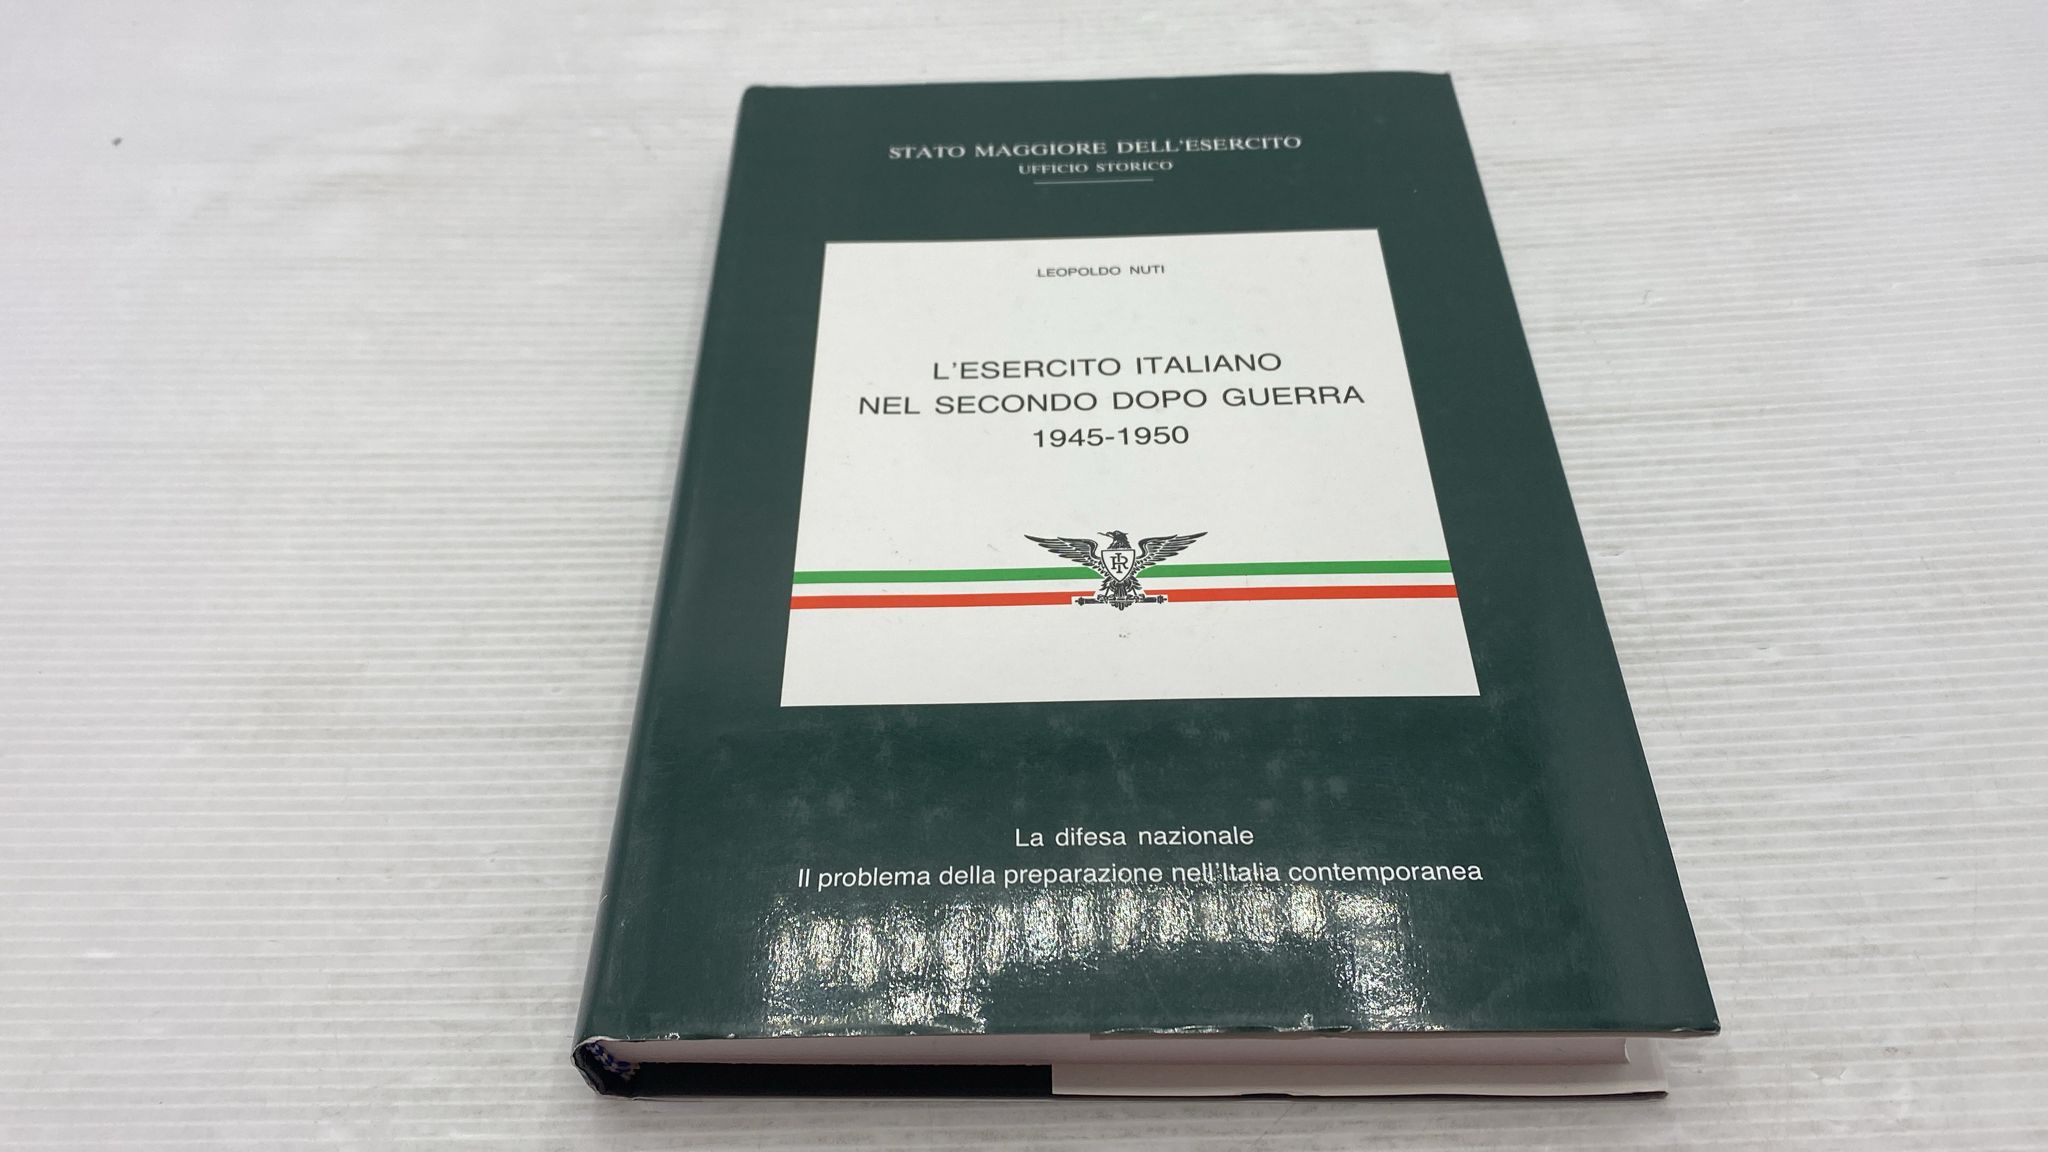 STATO MAGGIORE DELL'ESERCITO
UFFICIO STORICO
LEOPOLDO NUTI
L'ESERCITO ITALIANO
NEL SECONDO DOPO GUERRA
1945-1950
La difesa nazionale
Il problema della preparazione nell'Italia contemporanea